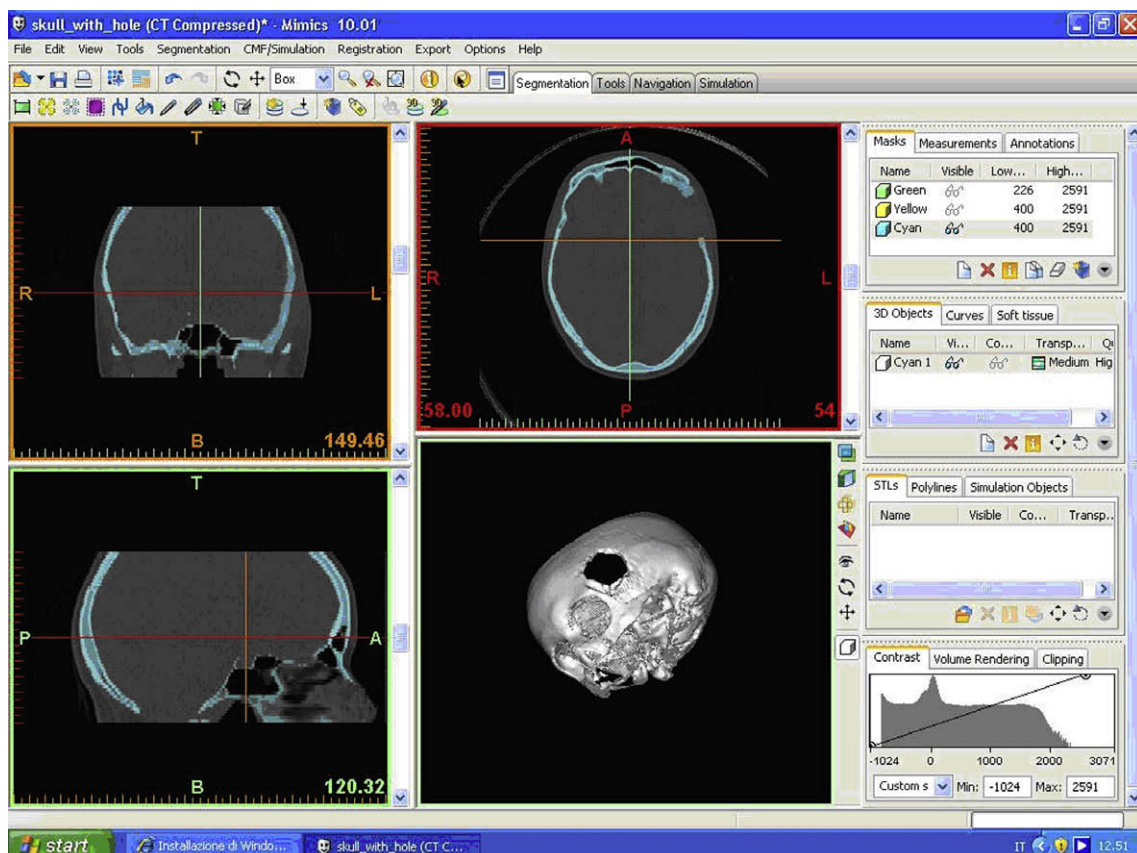 skull_with_hole (CT Compressed)* - Mimics 10.01
File Edit View Tools Segmentation CMF/Simulation Registration Export Options Help
Box Segmentation Tools Navigation Simulation
T
R L
B 149.46
A
R L
58.00 P 54
T
P A
B 120.32
Masks Measurements Annotations
Name Visible Low... High...
Green 226 2591
Yellow 400 2591
Cyan 400 2591
3D Objects Curves Soft tissue
Name Vi... Co... Transp...
Cyan 1 Medium Hig
STLs Polylines Simulation Objects
Name Visible Co... Transp...
Contrast Volume Rendering Clipping
-1024 0 1000 2000 3071
Custom s Min: -1024 Max: 2591
start Installazione di Windo... skull_with_hole (CT C... IT 12.51